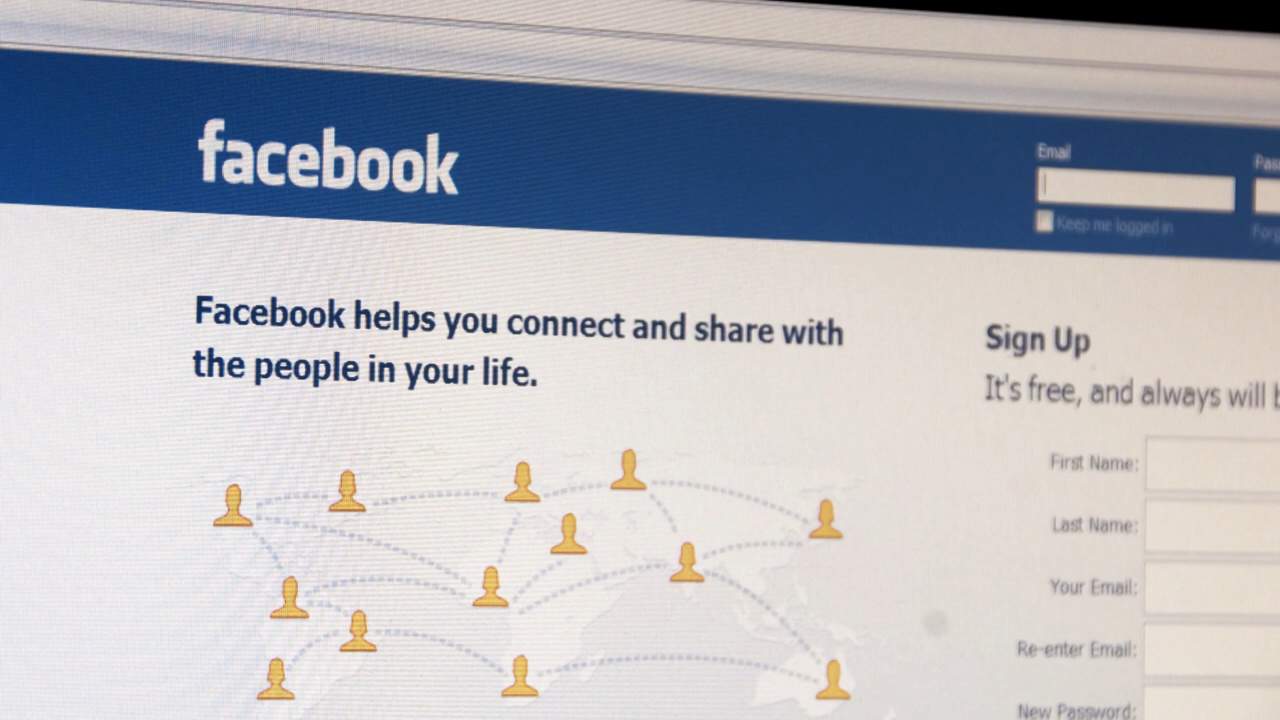 facebook
Email
Keep me logged in
Facebook helps you connect and share with
the people in your life.
Sign Up
It's free, and always will
First Name:
Last Name:
Your Email:
Re-enter Email:
New Password: